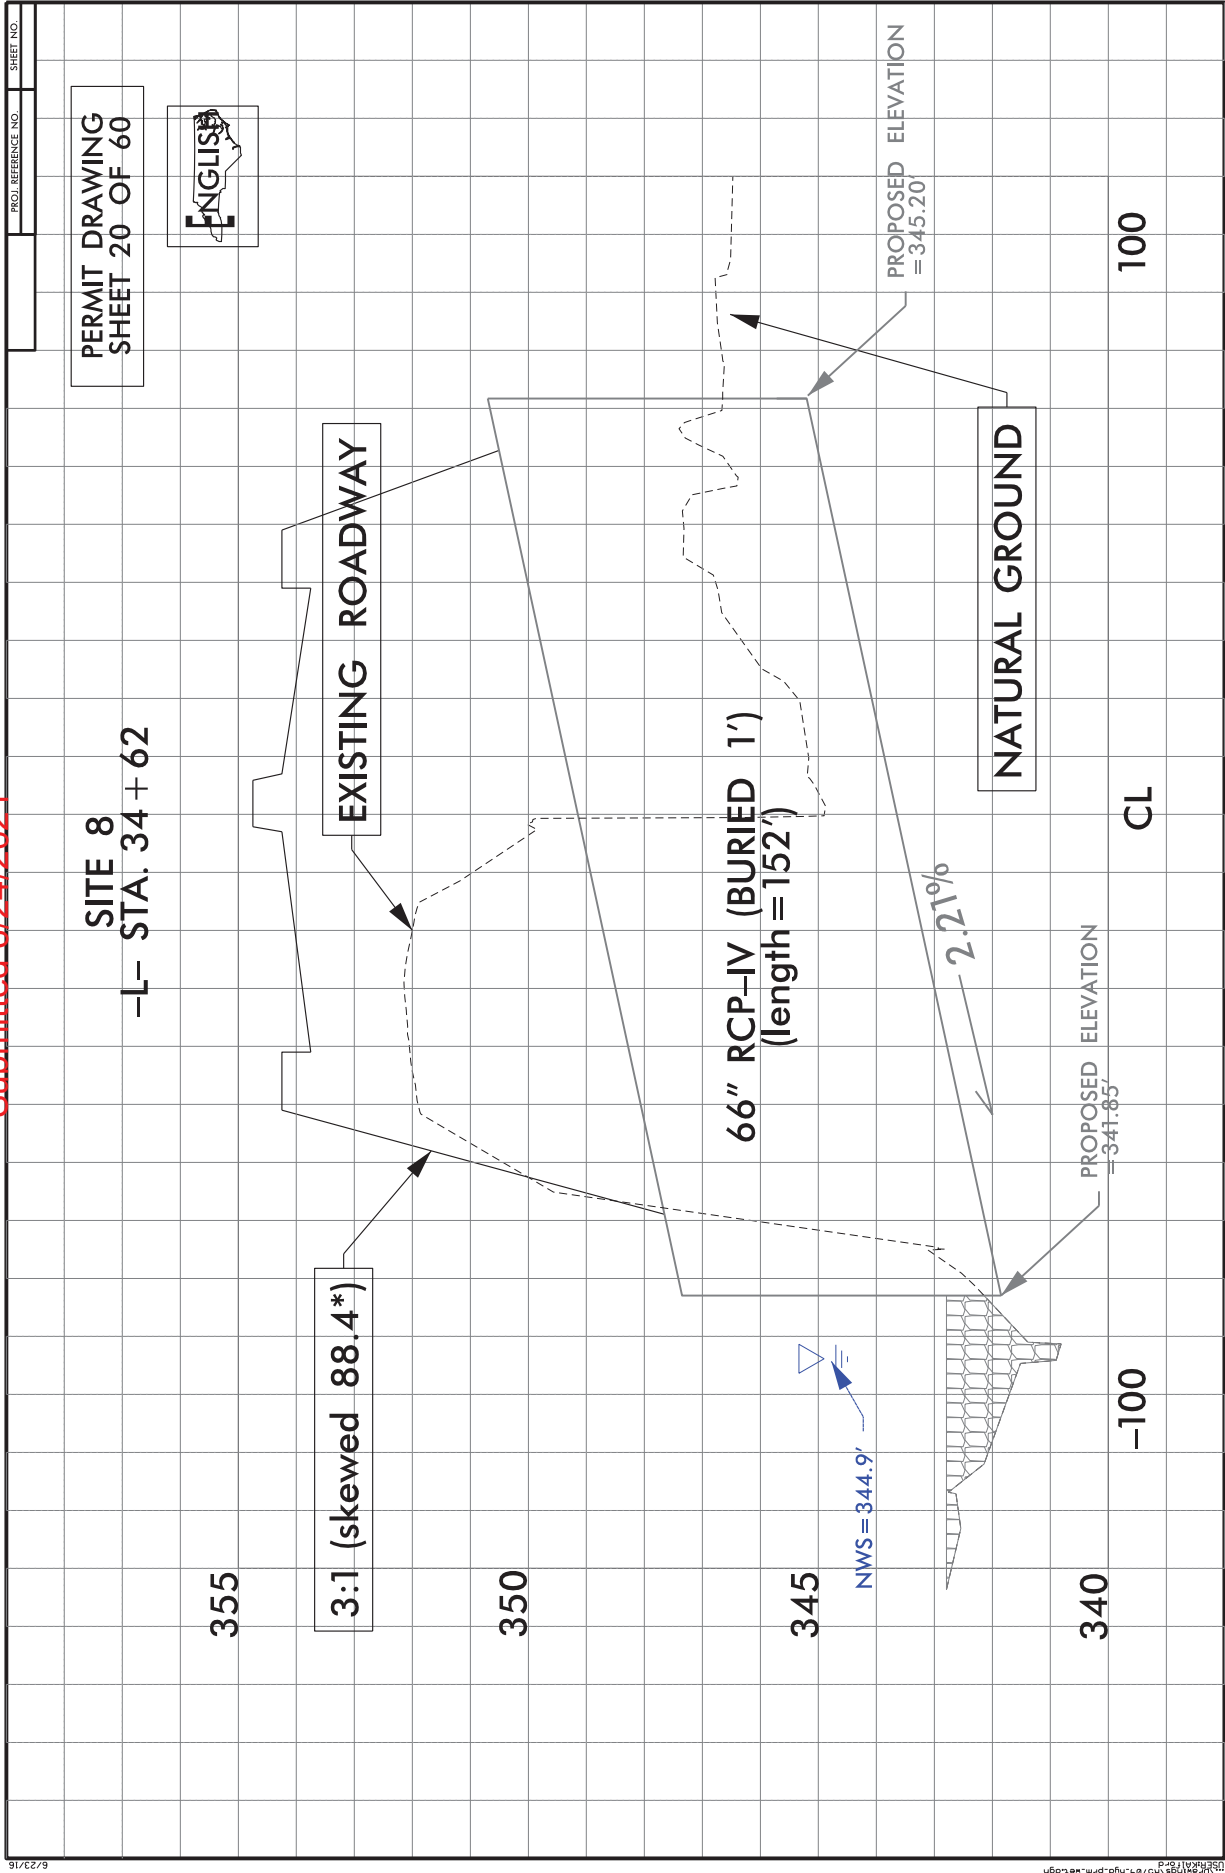 PROJ. REFERENCE NO.
SHEET NO.
PERMIT DRAWING
SHEET 20 OF 60
ENGLISH
SITE 8
-L- STA. 34+62
EXISTING ROADWAY
3:1 (skewed 88.4*)
355
350
345
340
66" RCP-IV (BURIED 1')
(length=152')
2.27%
NWS=344.9'
PROPOSED ELEVATION
=345.20'
PROPOSED ELEVATION
=341.85'
NATURAL GROUND
-100
CL
100
6/23/16